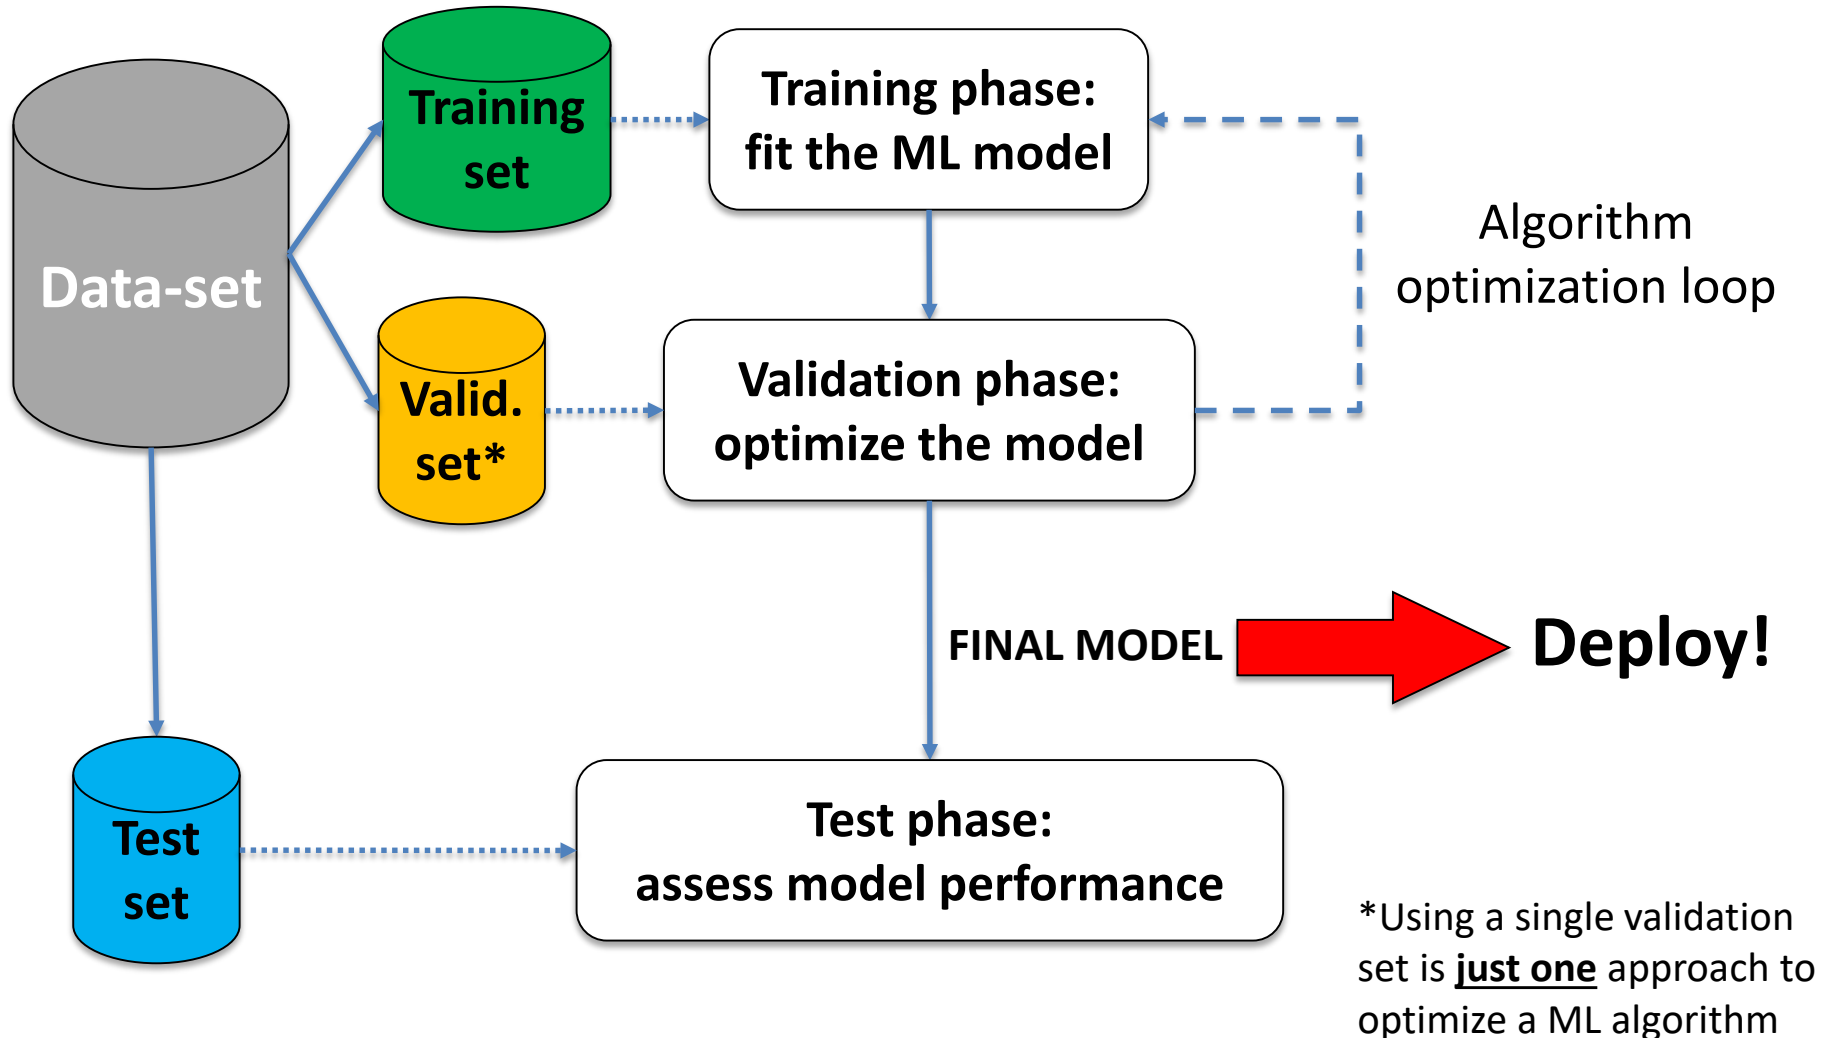 Data-set
Training
set
Training phase:
fit the ML model
Algorithm
optimization loop
Valid.
set*
Validation phase:
optimize the model
FINAL MODEL
Deploy!
Test
set
Test phase:
assess model performance
*Using a single validation
set is just one approach to
optimize a ML algorithm